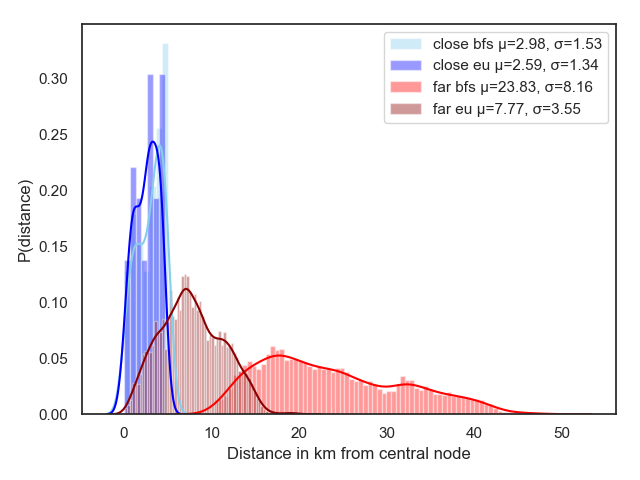 close bfs μ=2.98, σ=1.53
close eu μ=2.59, σ=1.34
far bfs μ=23.83, σ=8.16
far eu μ=7.77, σ=3.55
P(distance)
0.30
0.25
0.20
0.15
0.10
0.05
0.00
0 10 20 30 40 50
Distance in km from central node